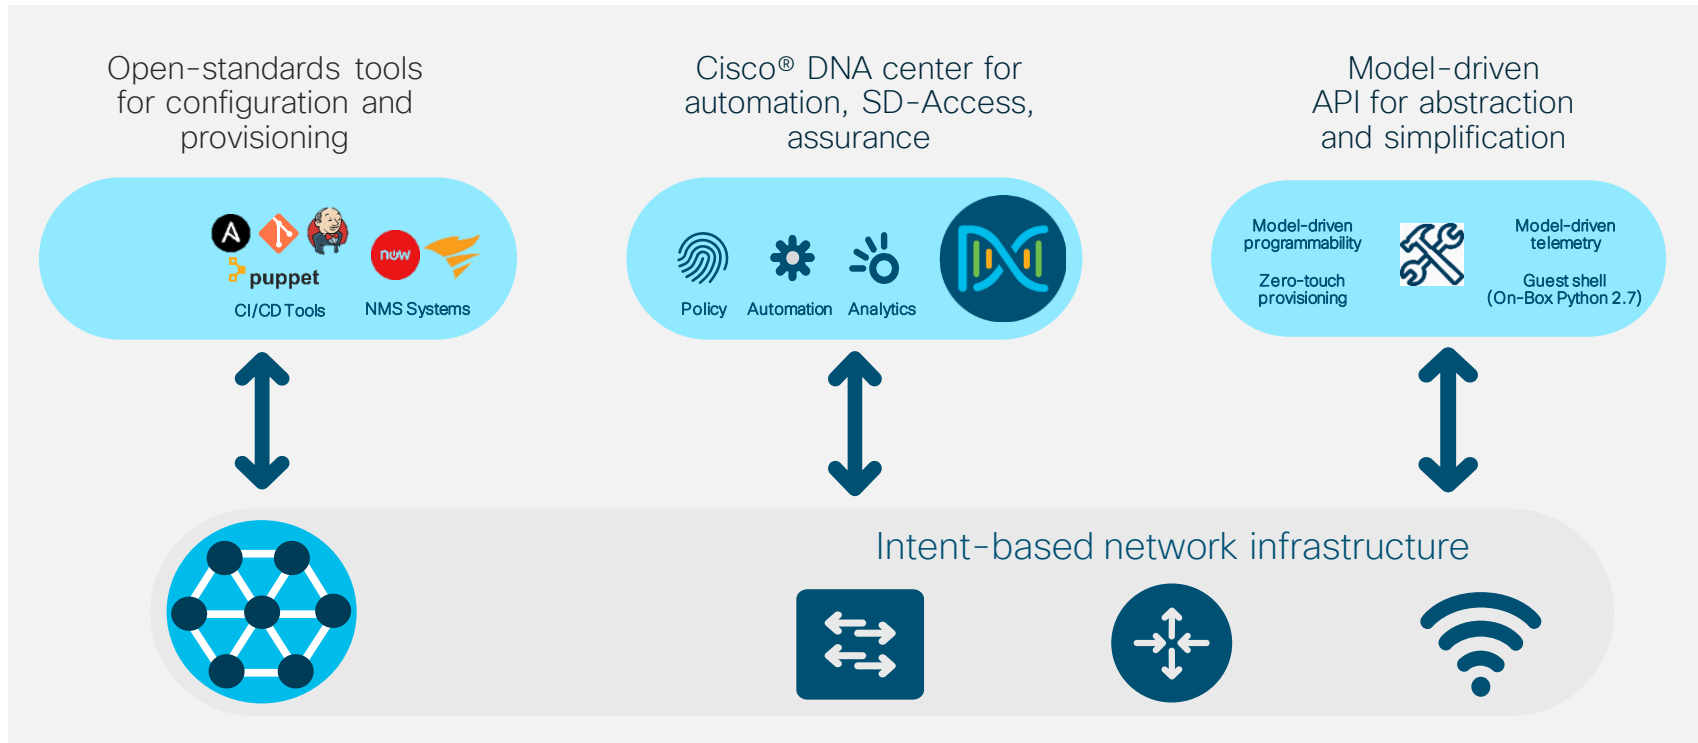 Open-standards tools
for configuration and
provisioning
Cisco® DNA center for
automation, SD-Access,
assurance
Model-driven
API for abstraction
and simplification
A
puppet
CI/CD Tools
now
NMS Systems
Policy
Automation
Analytics
Model-driven
programmability
Zero-touch
provisioning
Model-driven
telemetry
Guest shell
(On-Box Python 2.7)
Intent-based network infrastructure